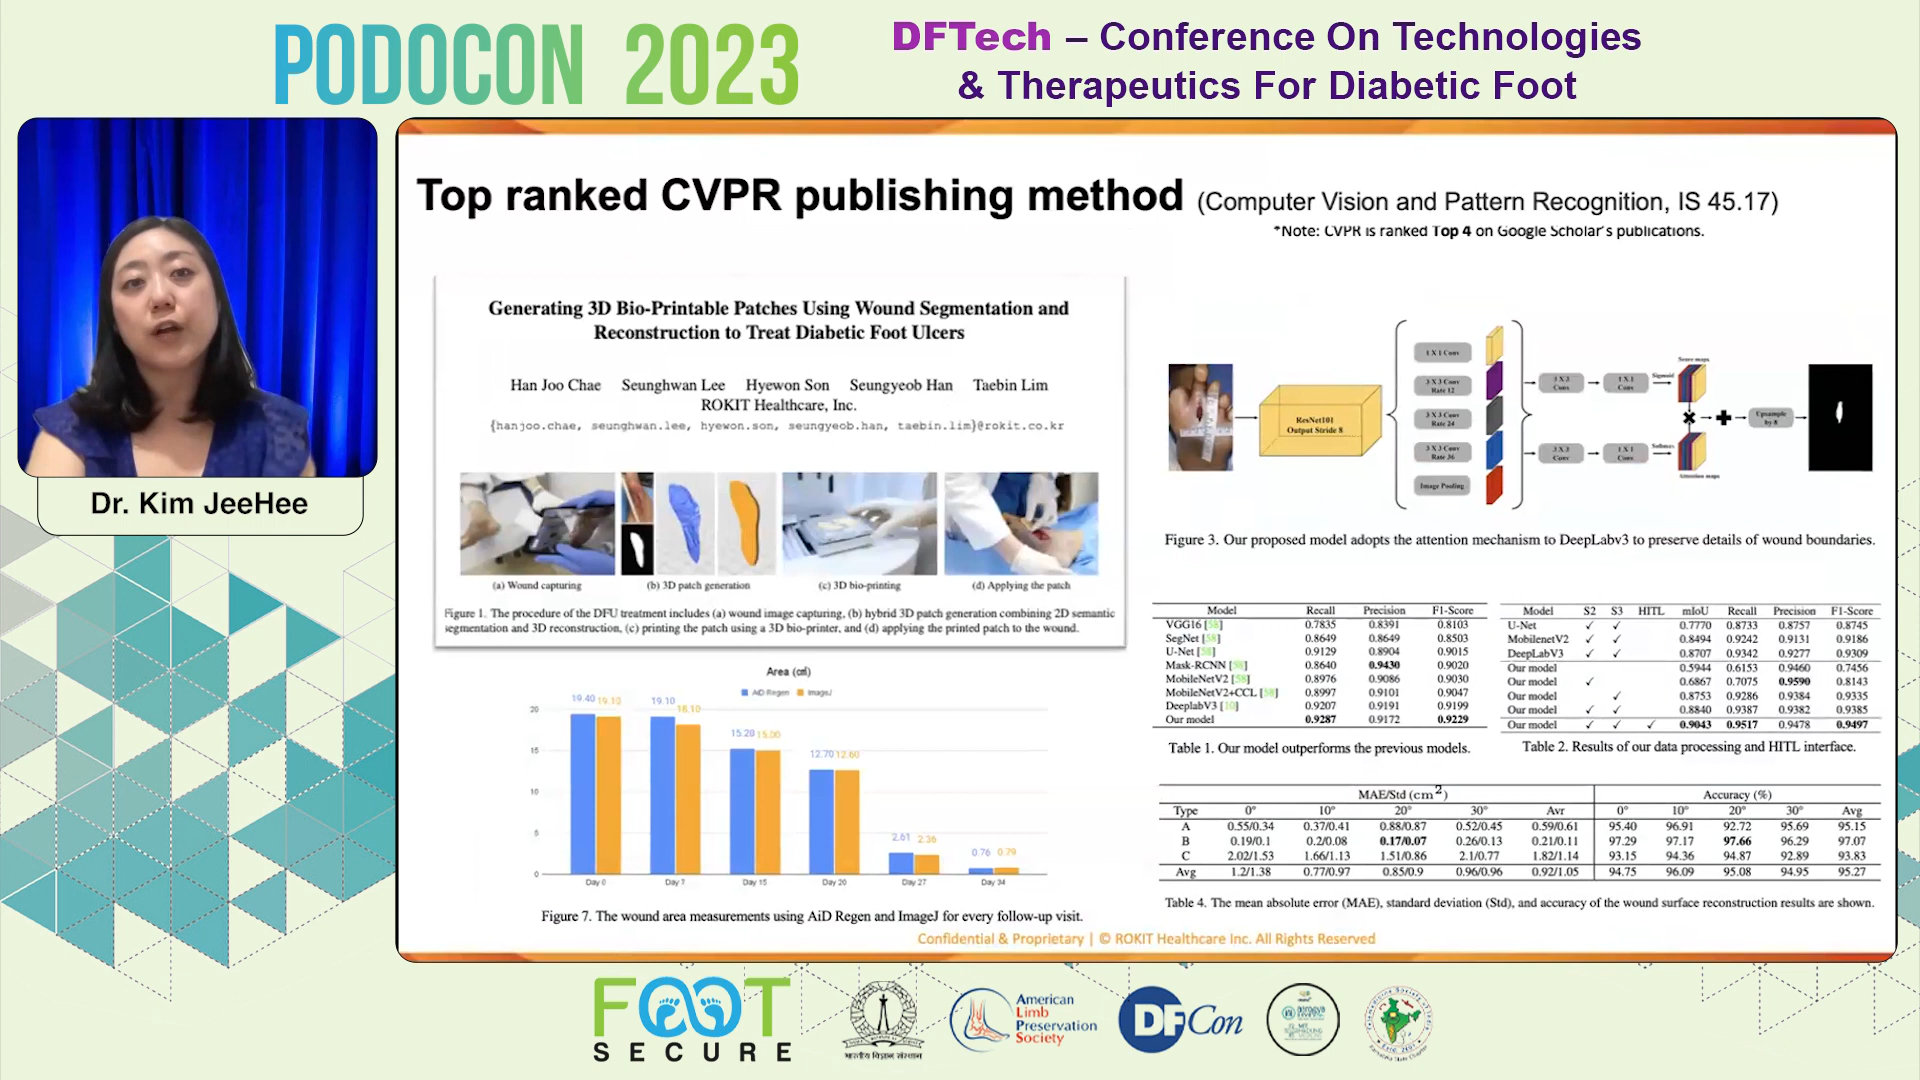 PODOCON 2023
DFTech – Conference On Technologies
& Therapeutics For Diabetic Foot
Dr. Kim JeeHee
Top ranked CVPR publishing method (Computer Vision and Pattern Recognition, IS 45.17)
*Note: CVPR is ranked Top 4 on Google Scholar's publications.
Generating 3D Bio-Printable Patches Using Wound Segmentation and
Reconstruction to Treat Diabetic Foot Ulcers
Han Joo Chae Seunghwan Lee Hyewon Son Seungyeob Han Taebin Lim
ROKIT Healthcare, Inc.
{hanjoo.chae, seunghwan.lee, hyewon.son, seungyeob.han, taebin.lim}@rokit.co.kr
(a) Wound capturing (b) 3D patch generation (c) 3D bio-printing (d) Applying the patch
Figure 1. The procedure of the DFU treatment includes (a) wound image capturing, (b) hybrid 3D patch generation combining 2D semantic
segmentation and 3D reconstruction, (c) printing the patch using a 3D bio-printer, and (d) applying the printed patch to the wound.
Area (㎠)
AiD Regen ImageJ
19.40 19.10 19.10 18.10 15.20 15.00 12.70 12.60 2.61 2.36 0.76 0.79
20
15
10
5
0
Day 0 Day 7 Day 15 Day 20 Day 27 Day 34
Figure 7. The wound area measurements using AiD Regen and ImageJ for every follow-up visit.
ResNet101
Output Stride 8
1 X 1 Conv
3 X 3 Conv
Rate 12
3 X 3 Conv
Rate 24
3 X 3 Conv
Rate 36
Image Pooling
3 X 3
Conv
1 X 1
Conv
Sigmoid
Score maps
3 X 3
Conv
1 X 1
Conv
Softmax
Attention maps
Upsample
by 8
Figure 3. Our proposed model adopts the attention mechanism to DeepLabv3 to preserve details of wound boundaries.
Model Recall Precision F1-Score
VGG16 [58] 0.7835 0.8391 0.8103
SegNet [58] 0.8649 0.8649 0.8503
U-Net [58] 0.9129 0.8904 0.9015
Mask-RCNN [58] 0.8640 0.9430 0.9020
MobileNetV2 [58] 0.8976 0.9086 0.9030
MobileNetV2+CCL [58] 0.8997 0.9101 0.9047
DeeplabV3 [10] 0.9207 0.9191 0.9199
Our model 0.9287 0.9172 0.9229
Table 1. Our model outperforms the previous models.
Model S2 S3 HITL mIoU Recall Precision F1-Score
U-Net ✓ ✓ 0.7770 0.8733 0.8757 0.8745
MobilenetV2 ✓ ✓ 0.8494 0.9242 0.9131 0.9186
DeepLabV3 ✓ ✓ 0.8707 0.9342 0.9277 0.9309
Our model 0.5944 0.6153 0.9460 0.7456
Our model ✓ 0.6867 0.7075 0.9590 0.8143
Our model ✓ 0.8753 0.9286 0.9384 0.9335
Our model ✓ ✓ 0.8840 0.9387 0.9382 0.9385
Our model ✓ ✓ ✓ 0.9043 0.9517 0.9478 0.9497
Table 2. Results of our data processing and HITL interface.
MAE/Std (cm²) Accuracy (%)
Type 0° 10° 20° 30° Avr 0° 10° 20° 30° Avg
A 0.55/0.34 0.37/0.41 0.88/0.87 0.52/0.45 0.59/0.61 95.40 96.91 92.72 95.69 95.15
B 0.19/0.1 0.2/0.08 0.17/0.07 0.26/0.13 0.21/0.11 97.29 97.17 97.66 96.29 97.07
C 2.02/1.53 1.66/1.13 1.51/0.86 2.1/0.77 1.82/1.14 93.15 94.36 94.87 92.89 93.83
Avg 1.2/1.38 0.77/0.97 0.85/0.9 0.96/0.96 0.92/1.05 94.75 96.09 95.08 94.95 95.27
Table 4. The mean absolute error (MAE), standard deviation (Std), and accuracy of the wound surface reconstruction results are shown.
Confidential & Proprietary | © ROKIT Healthcare Inc. All Rights Reserved
FOOT
SECURE
भारतीय विज्ञान संस्थान
American
Limb
Preservation
Society
DFCon